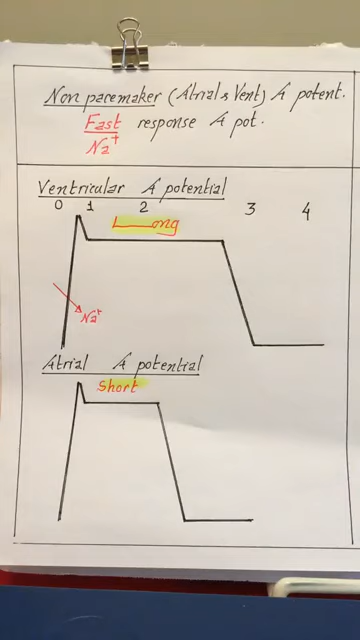 Non pacemaker (Atrial & Vent) A potent.
Fast response A pot.
Na+
Ventricular A potential
0 1 2 3 4
Long
Na+
Atrial A potential
Short